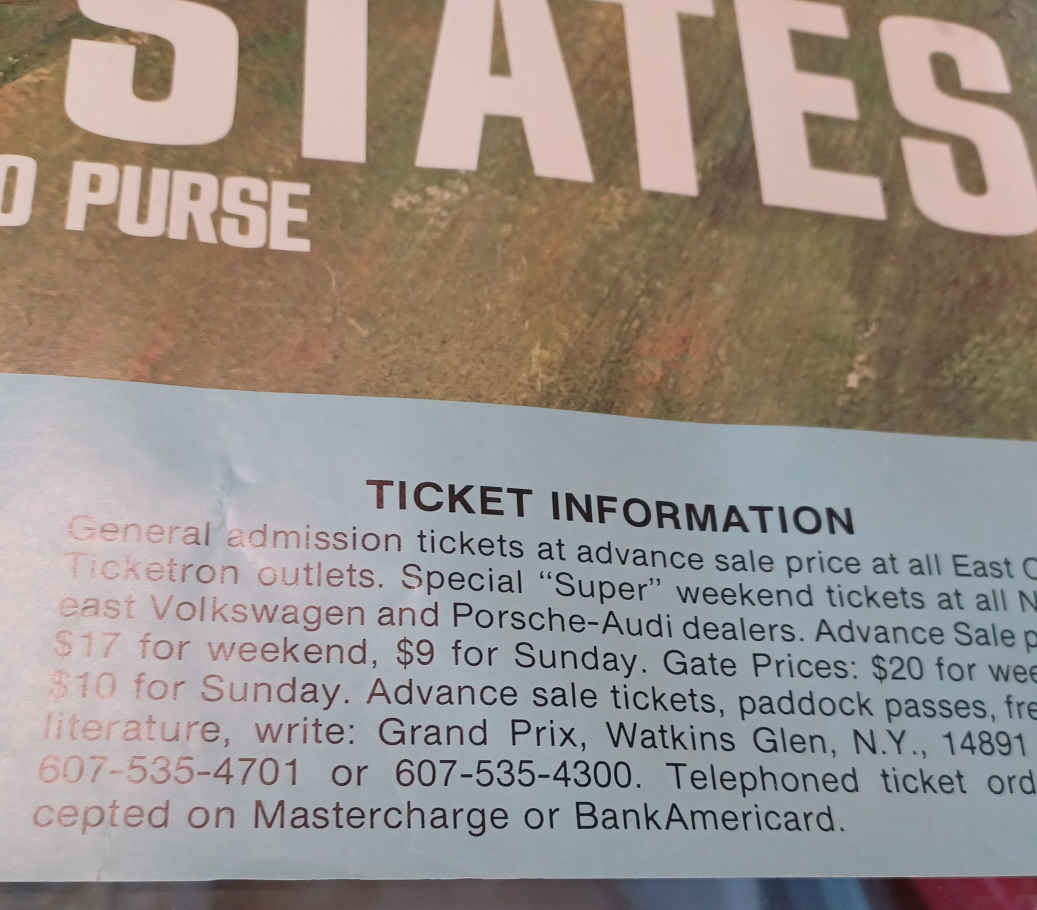 STATES
PURSE
TICKET INFORMATION
General admission tickets at advance sale price at all East
Ticketron outlets. Special “Super” weekend tickets at all N
east Volkswagen and Porsche-Audi dealers. Advance Sale p
$17 for weekend, $9 for Sunday. Gate Prices: $20 for wee
$10 for Sunday. Advance sale tickets, paddock passes, fre
literature, write: Grand Prix, Watkins Glen, N.Y., 14891
607-535-4701 or 607-535-4300. Telephoned ticket ord
cepted on Mastercharge or BankAmericard.